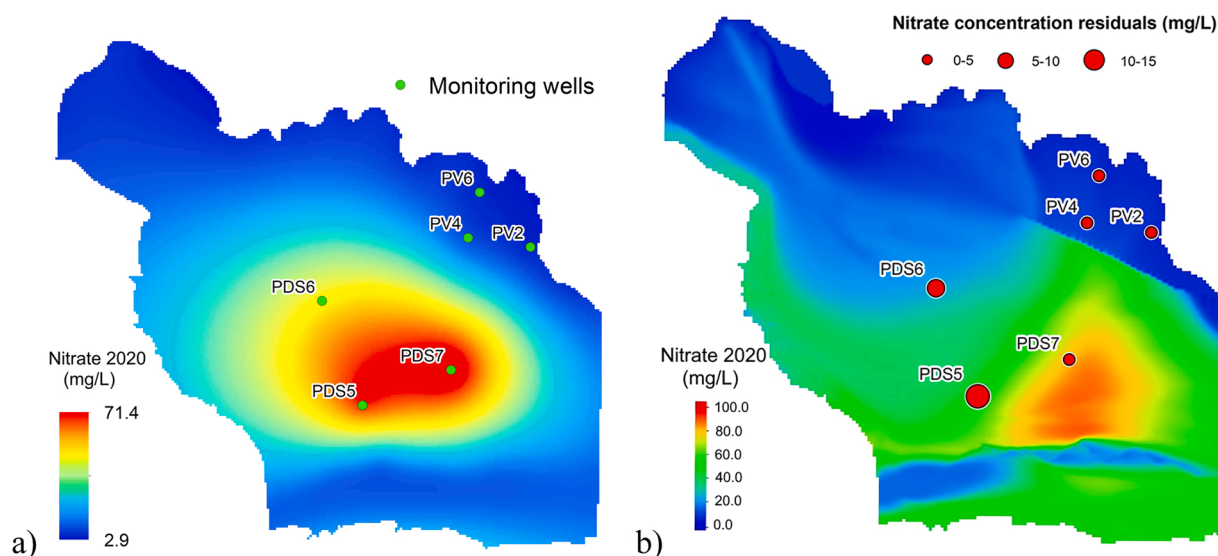 Monitoring wells
PV6
PV4
PV2
PDS6
PDS7
PDS5
Nitrate 2020
(mg/L)
71.4
2.9
a)
Nitrate concentration residuals (mg/L)
0-5 5-10 10-15
PV6
PV4
PV2
PDS6
PDS7
PDS5
Nitrate 2020
(mg/L)
100.0
80.0
60.0
40.0
20.0
0.0
b)